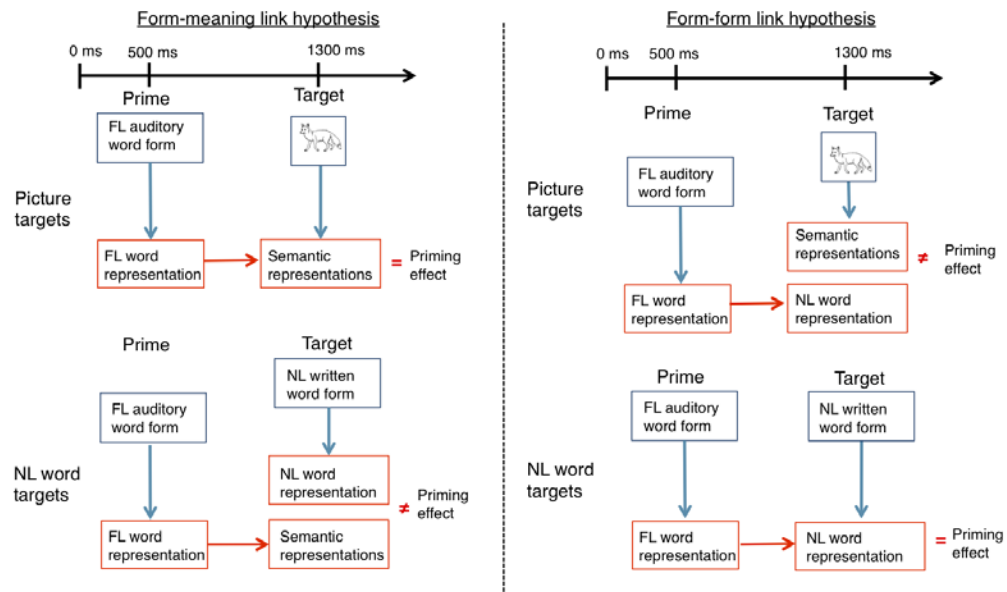 Form-meaning link hypothesis
0 ms
500 ms
1300 ms
Prime
Target
FL auditory
word form
Picture
targets
FL word
representation
Semantic
representations
= Priming
effect
Prime
Target
NL written
word form
FL auditory
word form
NL word
targets
NL word
representation
≠ Priming
effect
FL word
representation
Semantic
representations
Form-form link hypothesis
0 ms
500 ms
1300 ms
Prime
Target
FL auditory
word form
Picture
targets
Semantic
representations
≠ Priming
effect
FL word
representation
NL word
representation
Prime
Target
FL auditory
word form
NL written
word form
NL word
targets
FL word
representation
NL word
representation
= Priming
effect